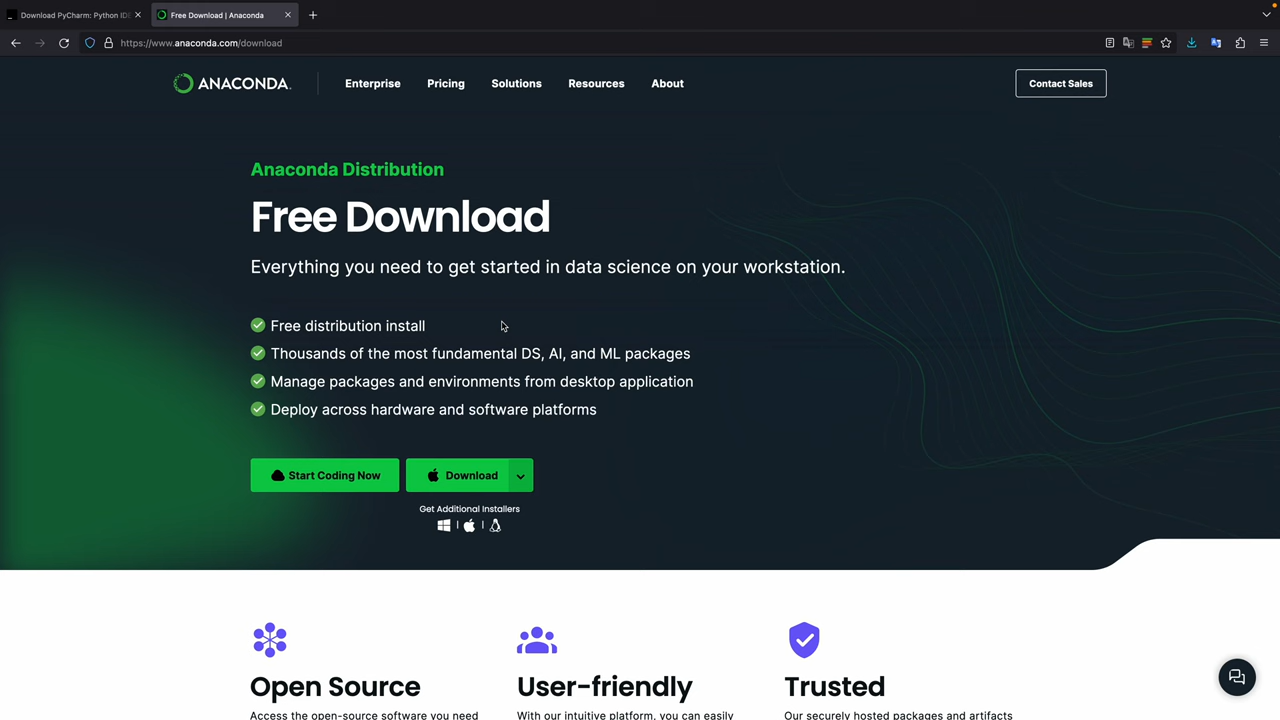 Download PyCharm: Python IDE
Free Download | Anaconda
https://www.anaconda.com/download
ANACONDA.
Enterprise
Pricing
Solutions
Resources
About
Contact Sales
Anaconda Distribution
Free Download
Everything you need to get started in data science on your workstation.
Free distribution install
Thousands of the most fundamental DS, AI, and ML packages
Manage packages and environments from desktop application
Deploy across hardware and software platforms
Start Coding Now
Download
Get Additional Installers
Open Source
User-friendly
Trusted
Access the open-source software you need
With our intuitive platform, you can easily
Our securely hosted packages and artifacts